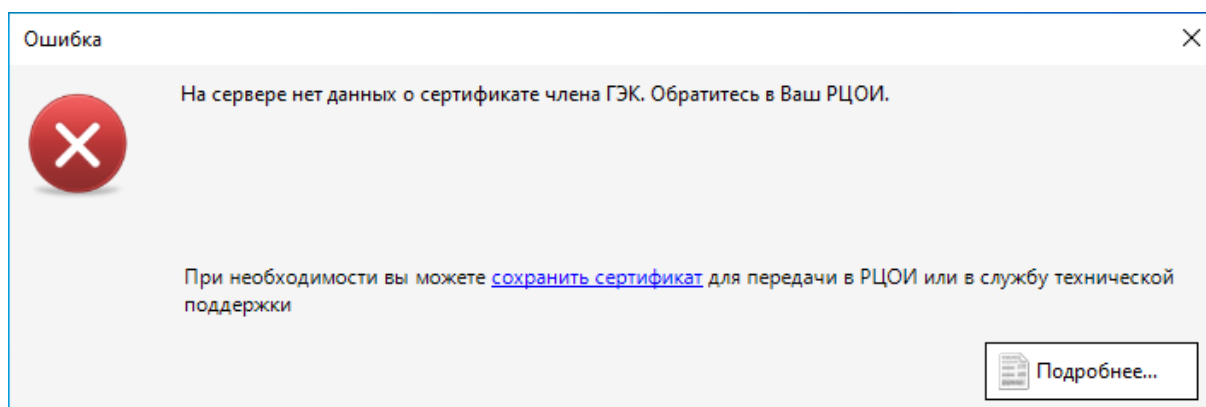 Ошибка
На сервере нет данных о сертификате члена ГЭК. Обратитесь в Ваш РЦОИ.
При необходимости вы можете сохранить сертификат для передачи в РЦОИ или в службу технической
поддержки
Подробнее...